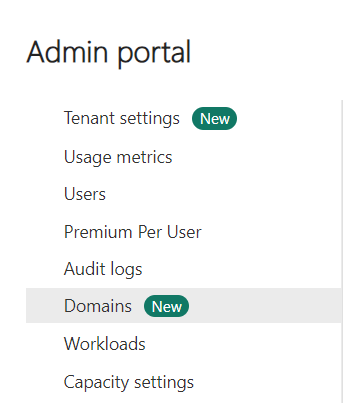 Admin portal
Tenant settings New
Usage metrics
Users
Premium Per User
Audit logs
Domains New
Workloads
Capacity settings